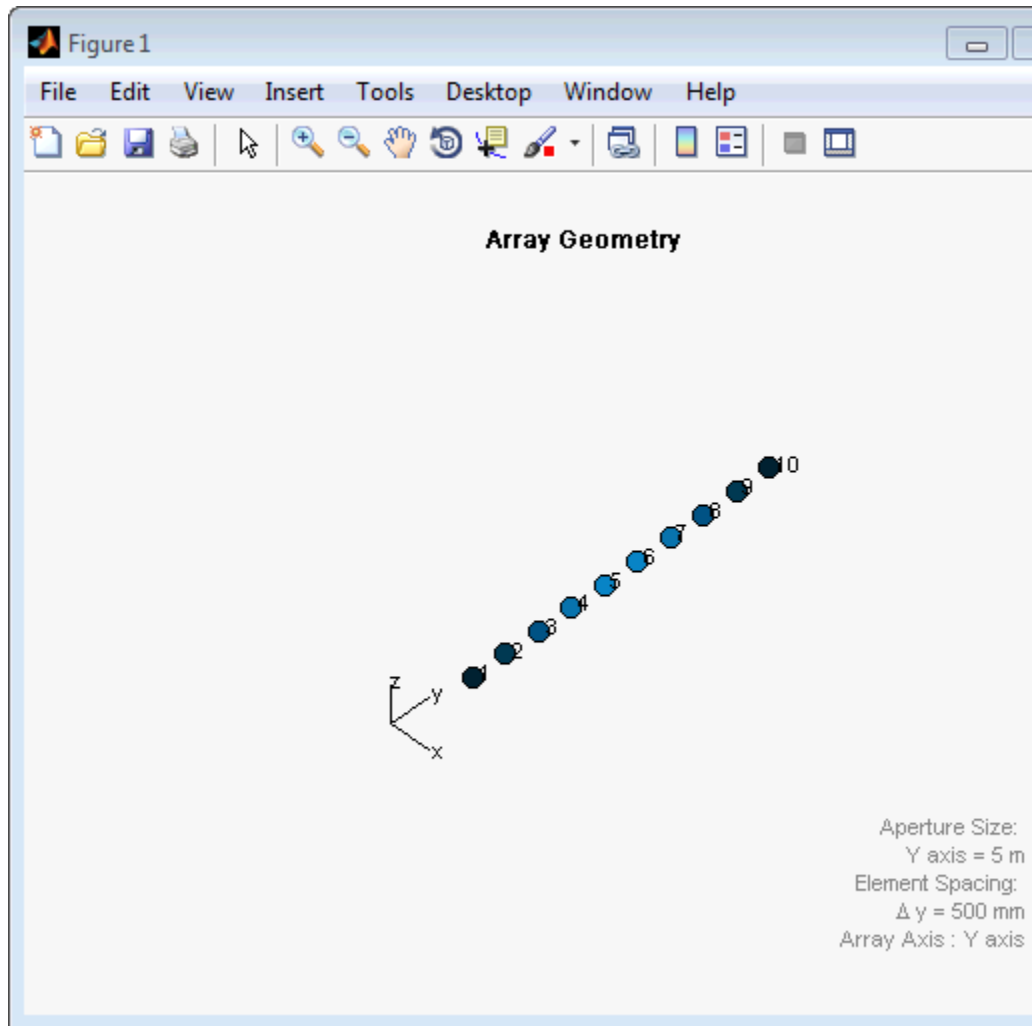 Figure 1
File Edit View Insert Tools Desktop Window Help
Array Geometry
10
9
8
7
6
5
4
3
2
1
z
y
x
Aperture Size:
Y axis = 5 m
Element Spacing:
Δ y = 500 mm
Array Axis : Y axis